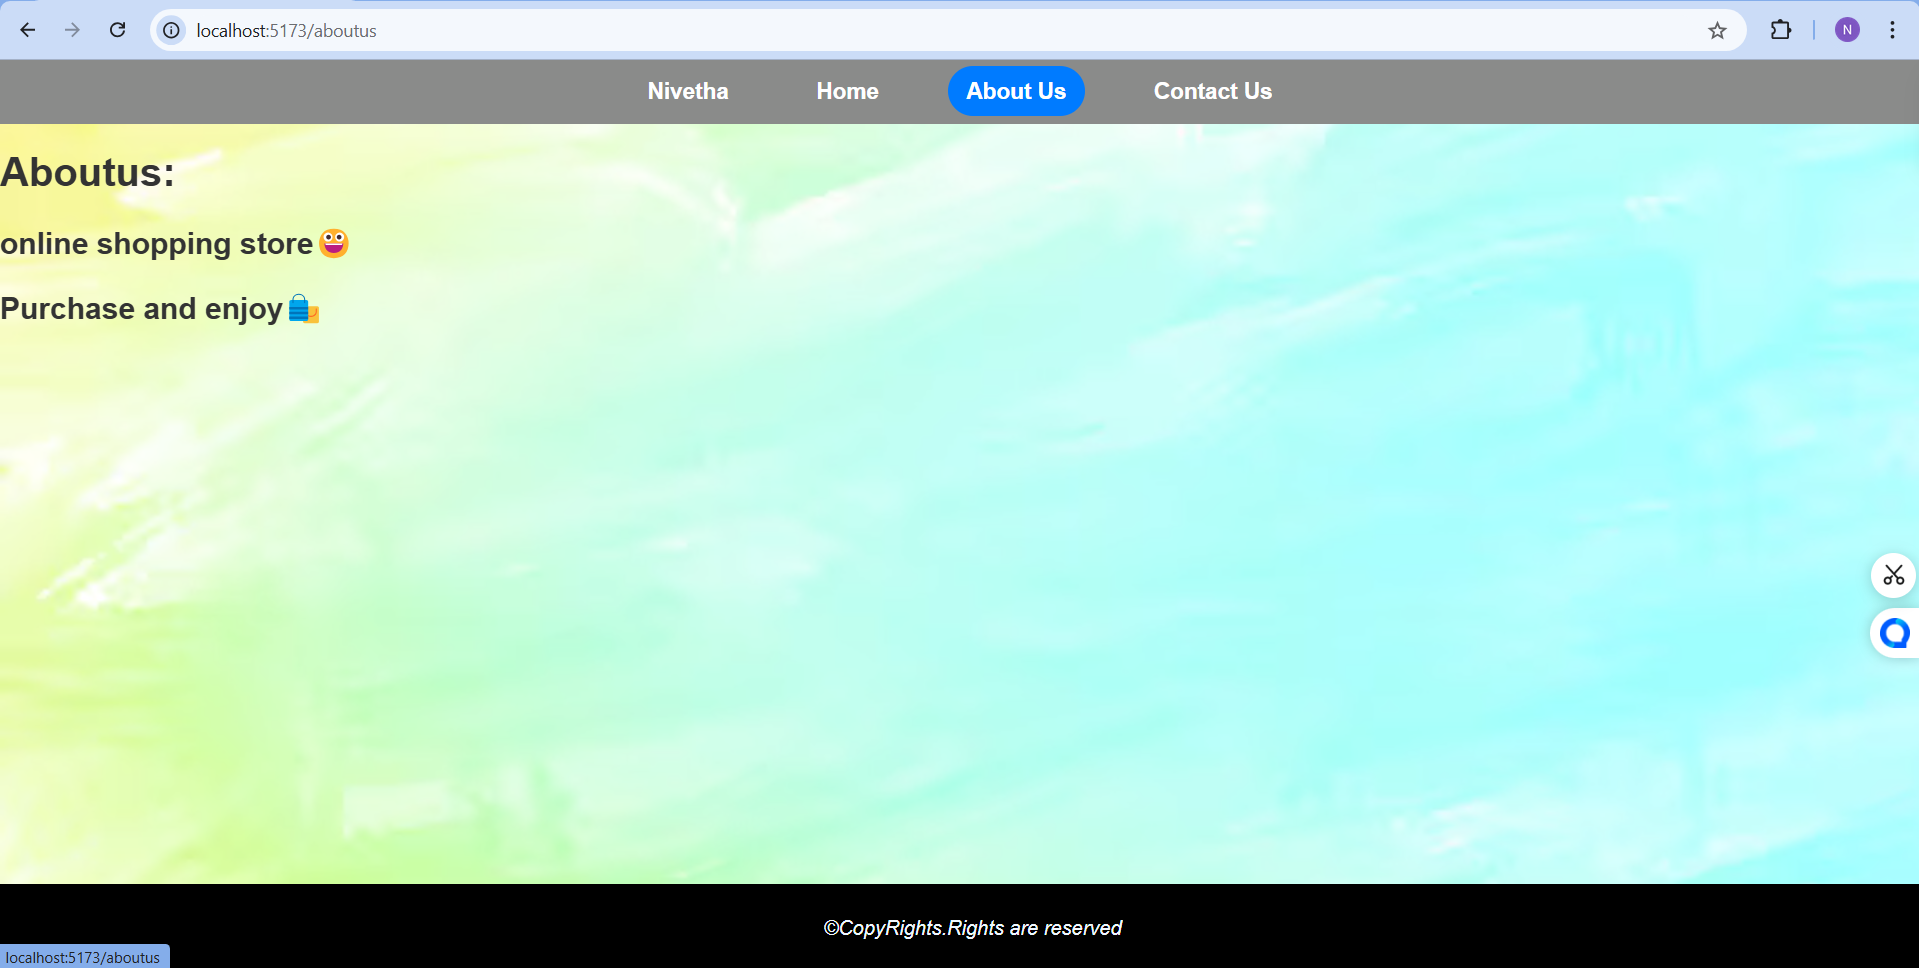 localhost:5173/aboutus
N
Nivetha Home About Us Contact Us
Aboutus:
online shopping store😀
Purchase and enjoy🛍️
©CopyRights.Rights are reserved
localhost:5173/aboutus